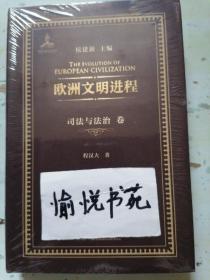 侯建新 主编
THE EVOLUTION OF
EUROPEAN CIVILIZATION
欧洲文明进程
司法与法治 卷
程汉大 著
愉悦书苑